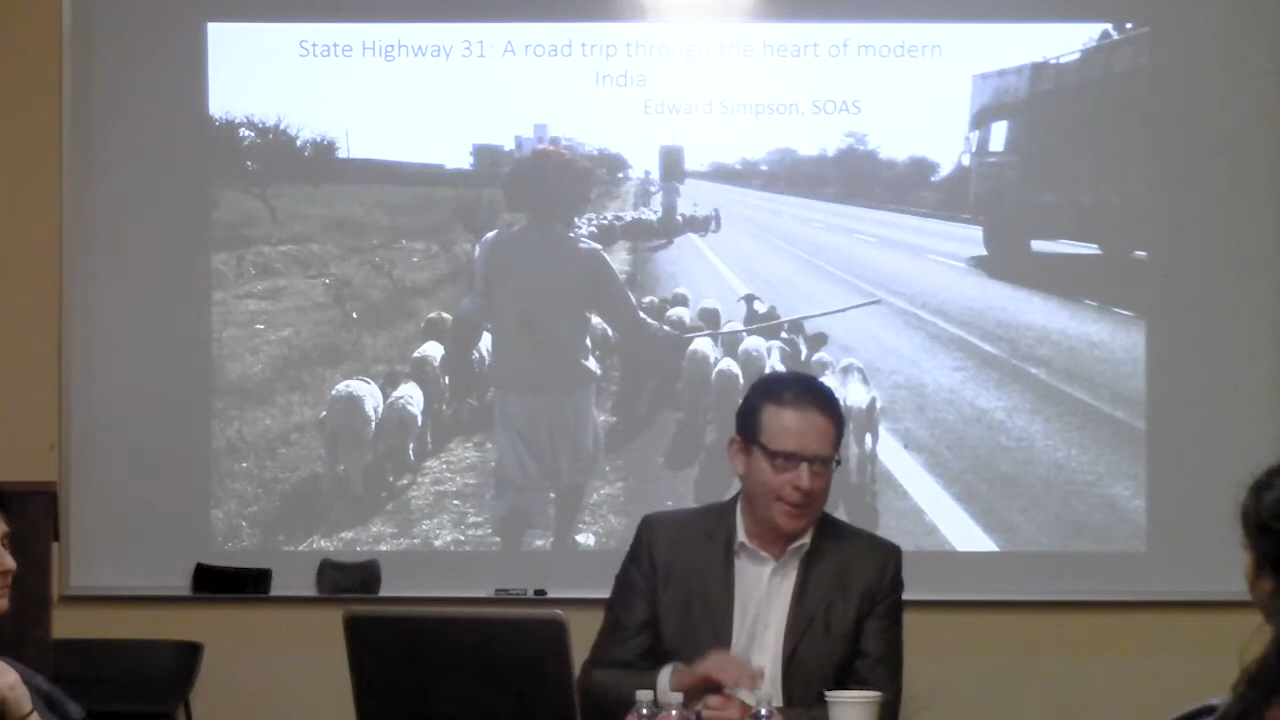 State Highway 31: A road trip through the heart of modern
India
Edward Simpson, SOAS